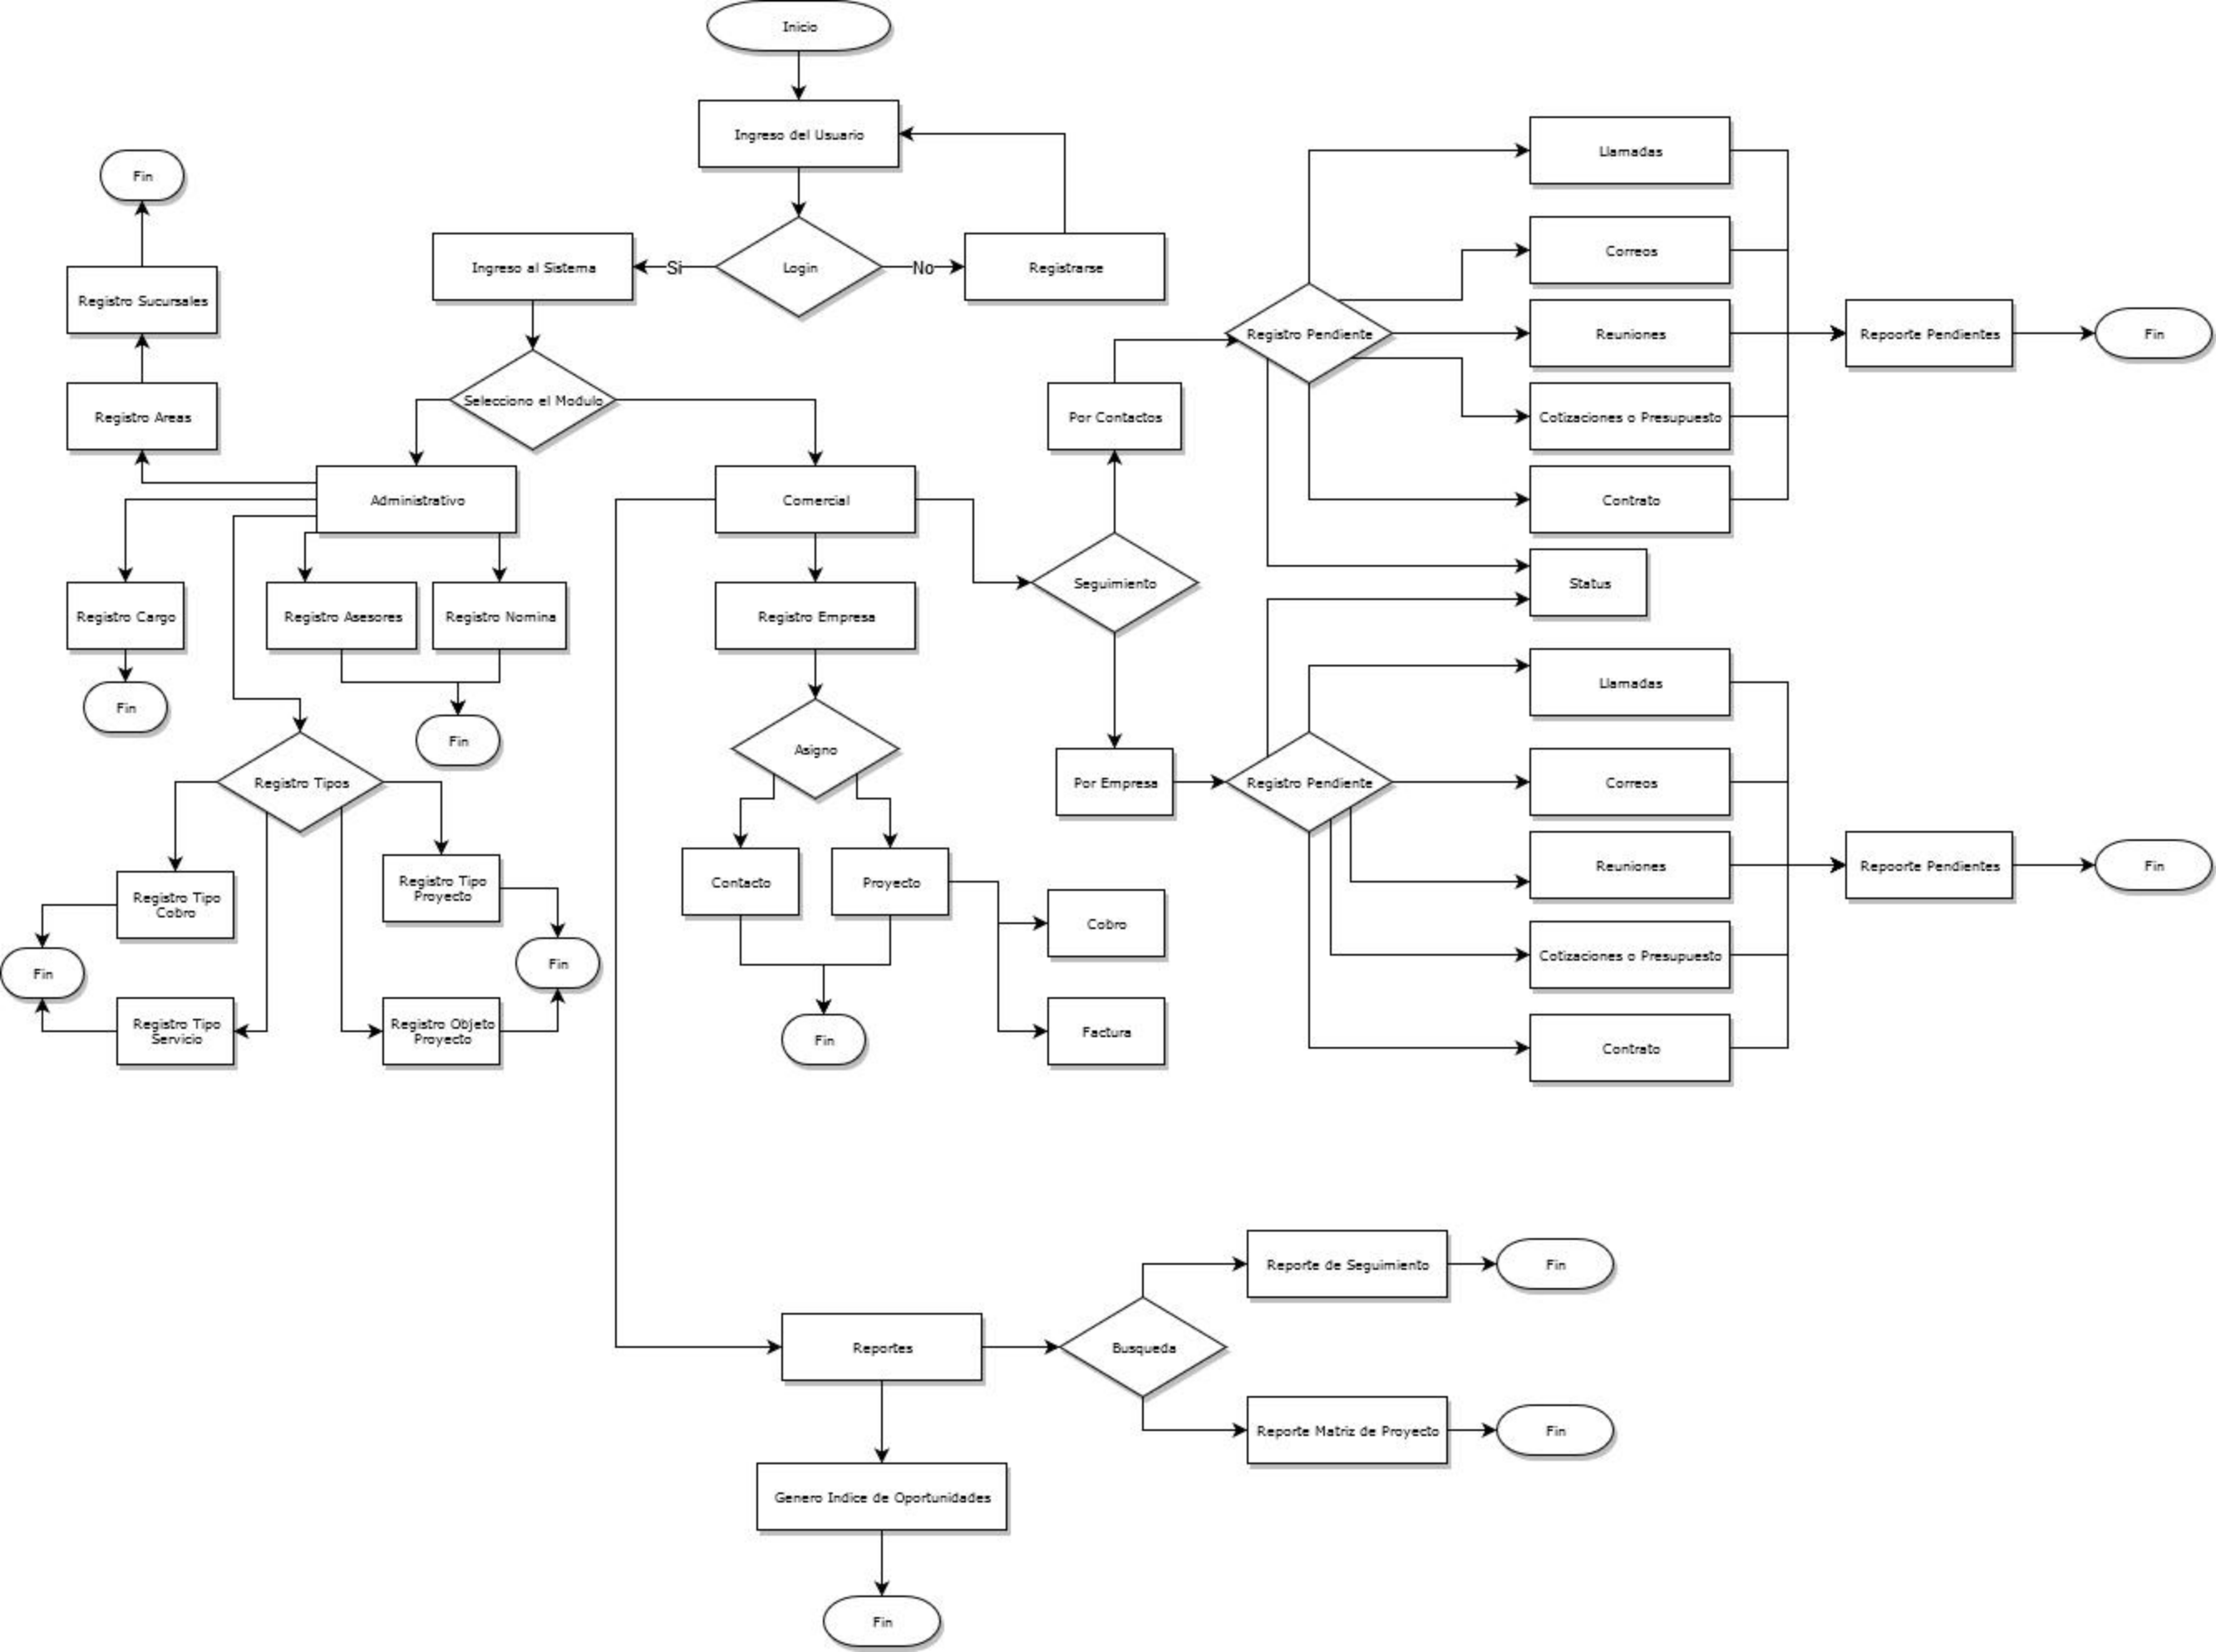 Inicio
Ingreso del Usuario
Login
Si
No
Ingreso al Sistema
Registrarse
Selecciono el Modulo
Fin
Registro Sucursales
Registro Areas
Administrativo
Comercial
Registro Cargo
Fin
Registro Asesores
Registro Nomina
Fin
Registro Tipos
Registro Tipo
Cobro
Registro Tipo
Proyecto
Fin
Fin
Registro Tipo
Servicio
Registro Objeto
Proyecto
Registro Empresa
Asigno
Contacto
Proyecto
Cobro
Factura
Fin
Seguimiento
Por Contactos
Por Empresa
Registro Pendiente
Llamadas
Correos
Reuniones
Cotizaciones o Presupuesto
Contrato
Repoorte Pendientes
Fin
Status
Registro Pendiente
Llamadas
Correos
Reuniones
Cotizaciones o Presupuesto
Contrato
Repoorte Pendientes
Fin
Reportes
Busqueda
Reporte de Seguimiento
Fin
Reporte Matriz de Proyecto
Fin
Genero Indice de Oportunidades
Fin